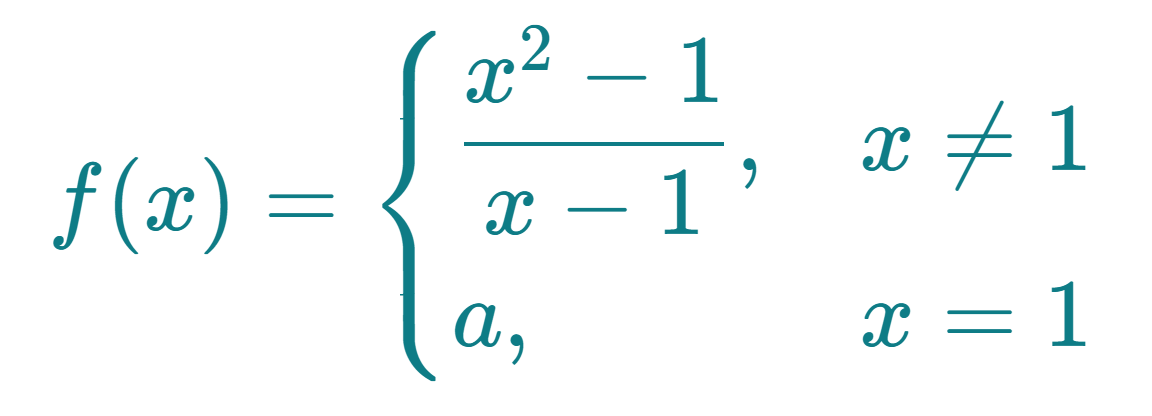 f(x) = { (x² − 1)/(x − 1), x ≠ 1
a, x = 1